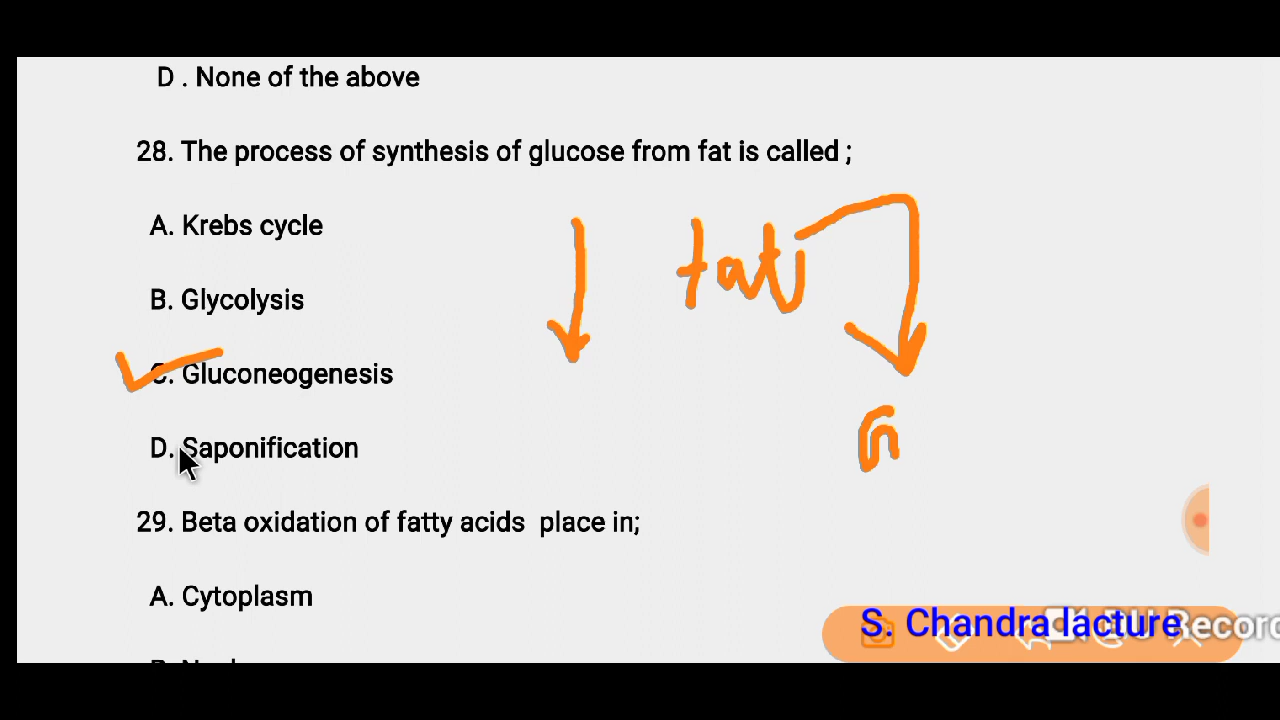 D . None of the above
28. The process of synthesis of glucose from fat is called ;
A. Krebs cycle
fat
B. Glycolysis
C. Gluconeogenesis
G
D. Saponification
29. Beta oxidation of fatty acids place in;
A. Cytoplasm
S. Chandra lacture